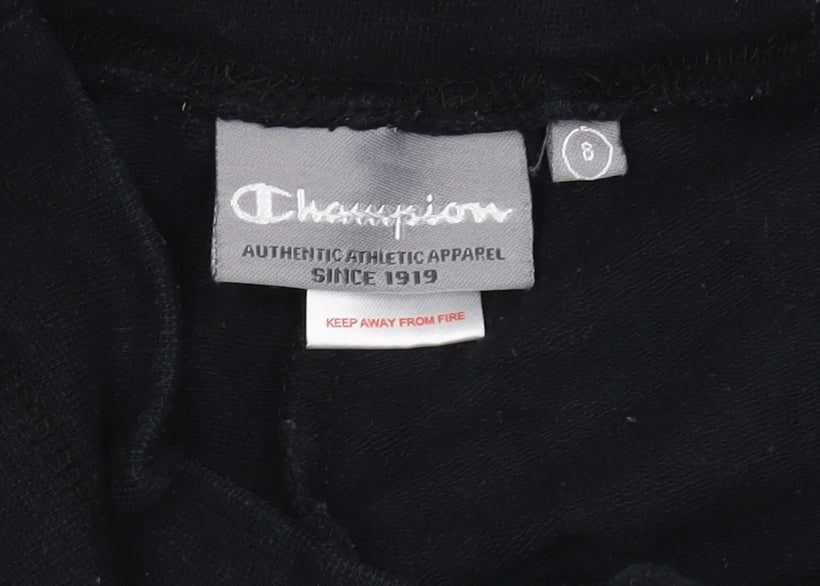 Champion
AUTHENTIC ATHLETIC APPAREL
SINCE 1919
8
KEEP AWAY FROM FIRE